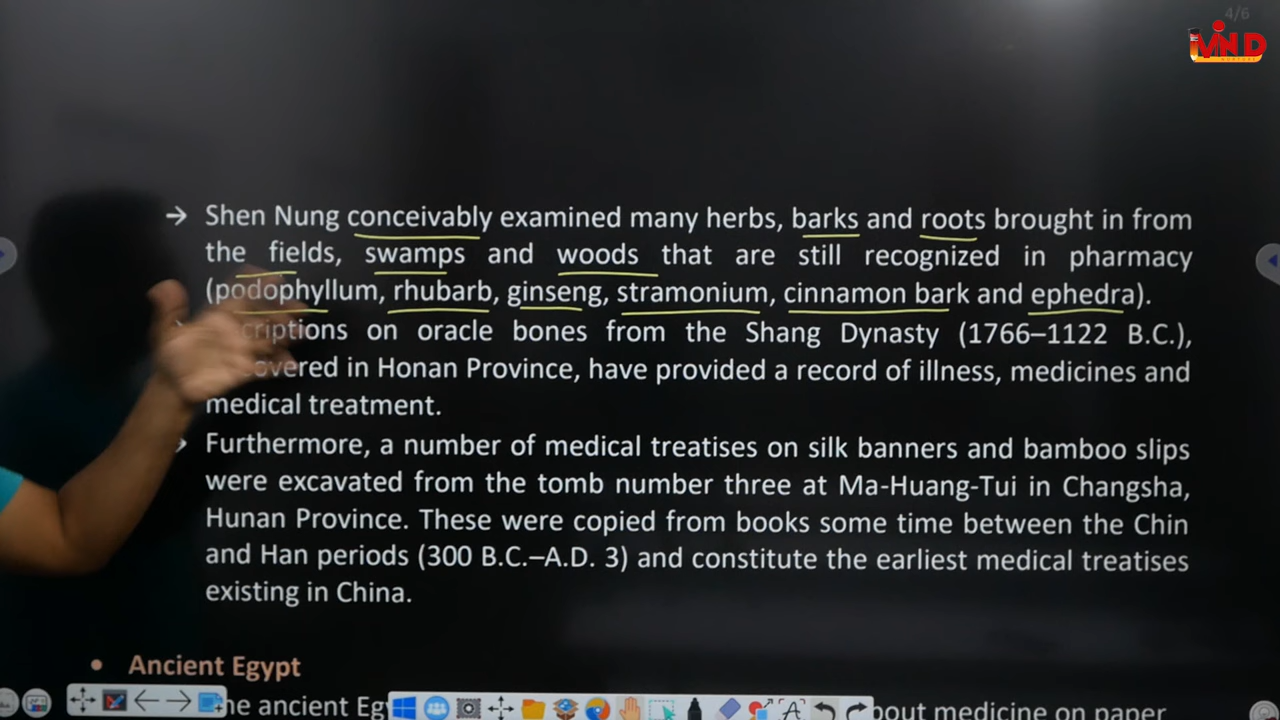 4/6
MIND
→ Shen Nung conceivably examined many herbs, barks and roots brought in from
the fields, swamps and woods that are still recognized in pharmacy
(podophyllum, rhubarb, ginseng, stramonium, cinnamon bark and ephedra).
on oracle bones from the Shang Dynasty (1766–1122 B.C.),
in Honan Province, have provided a record of illness, medicines and
medical treatment.
Furthermore, a number of medical treatises on silk banners and bamboo slips
were excavated from the tomb number three at Ma-Huang-Tui in Changsha,
Hunan Province. These were copied from books some time between the Chin
and Han periods (300 B.C.–A.D. 3) and constitute the earliest medical treatises
existing in China.
• Ancient Egypt
he ancient Eg
bout medicine on paper